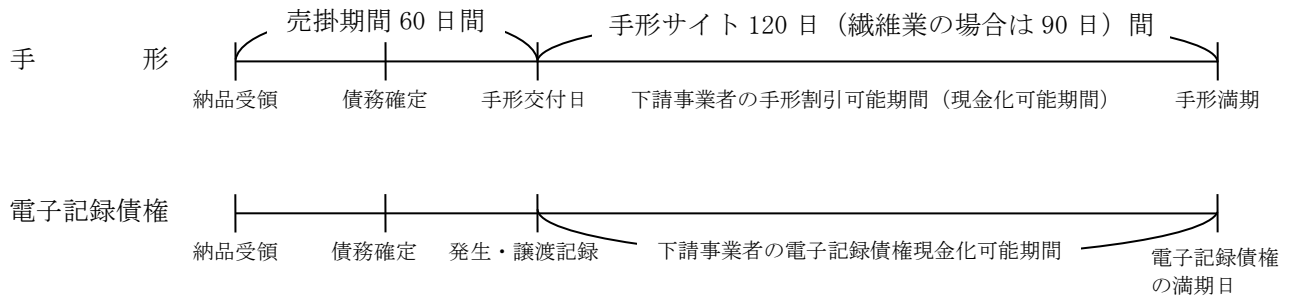 売掛期間 60 日間
手形サイト 120 日（繊維業の場合は 90 日）間
手 形
納品受領 債務確定 手形交付日 下請事業者の手形割引可能期間（現金化可能期間） 手形満期
電子記録債権
納品受領 債務確定 発生・譲渡記録 下請事業者の電子記録債権現金化可能期間 電子記録債権
の満期日